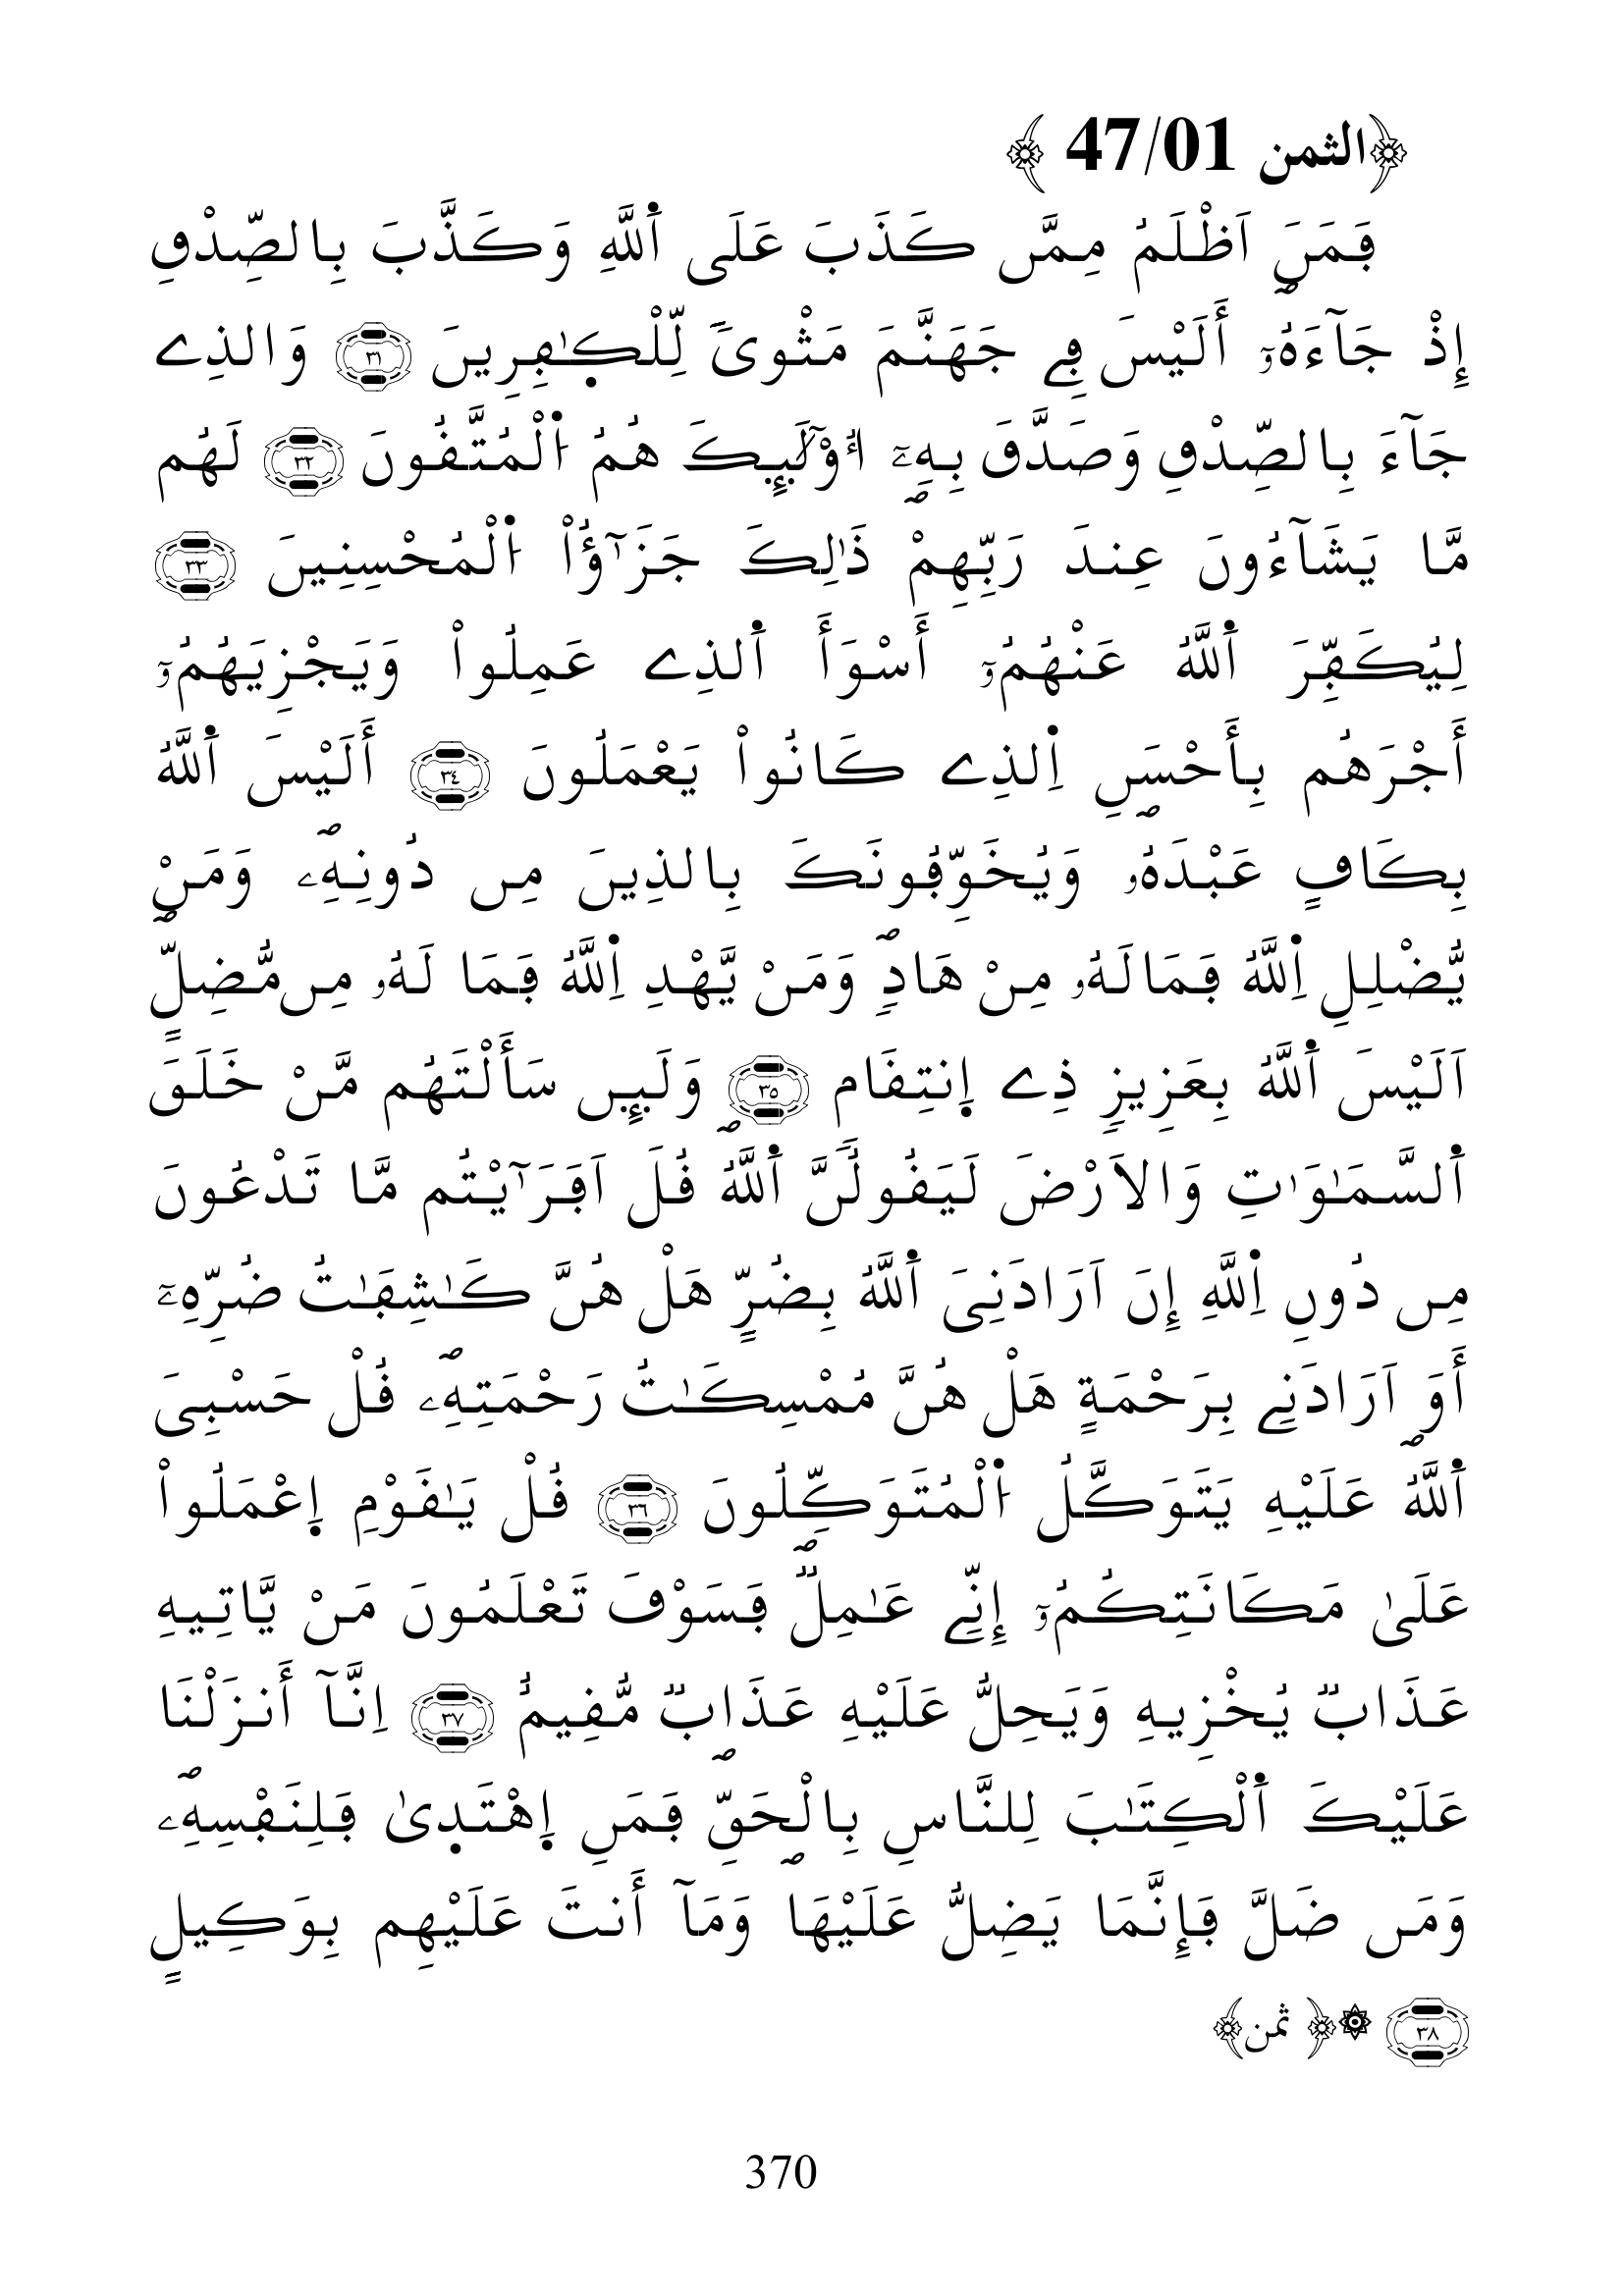 ﴿الثمن 47/01 ﴾
فَمَنَ اَظْلَمُ مِمَّن كَذَبَ عَلَى اَ۬للَّهِ وَكَذَّبَ بِالصِّدْقِ
إِذْ جَآءَهُۥٓ أَلَيْسَ فِے جَهَنَّمَ مَثْوىٗ لِّلْكٰ۪فِرِينَ ۝٣١ وَالذِے
جَآءَ بِالصِّدْقِ وَصَدَّقَ بِهِۦٓ أُوْلَٰٓئِكَ هُمُ اُ۬لْمُتَّقُونَ ۝٣٢ لَهُم
مَّا يَشَآءُونَ عِندَ رَبِّهِمْ ذَٰلِكَ جَزَٰٓؤُاْ اُ۬لْمُحْسِنِينَ ۝٣٣
لِيُكَفِّرَ اَ۬للَّهُ عَنْهُمُۥٓ أَسْوَأَ اَ۬لذِے عَمِلُواْ وَيَجْزِيَهُمُۥٓ
أَجْرَهُم بِأَحْسَنِ اِ۬لذِے كَانُواْ يَعْمَلُونَ ۝٣٤ أَلَيْسَ اَ۬للَّهُ
بِكَافٍ عَبْدَهُۥ وَيُخَوِّفُونَكَ بِالذِينَ مِن دُونِهِۦۖ وَمَنْ
يُّضْلِلِ اِ۬للَّهُ فَمَا لَهُۥ مِنْ هَادٖۖ وَمَنْ يَّهْدِ اِ۬للَّهُ فَمَا لَهُۥ مِن مُّضِلٍّ
اَلَيْسَ اَ۬للَّهُ بِعَزِيزٖ ذِے اِ۪نتِقَام ۝٣٥ وَلَئِن سَأَلْتَهُم مَّنْ خَلَقَ
اَ۬لسَّمَٰوَٰتِ وَالَارْضَ لَيَقُولُنَّ اَ۬للَّهُ قُلَ اَفَرَٰٓيْتُم مَّا تَدْعُونَ
مِن دُونِ اِ۬للَّهِ إِنَ اَرَادَنِىَ اَ۬للَّهُ بِضُرٍّ هَلْ هُنَّ كَٰشِفَٰتُ ضُرِّهِۦٓ
أَوَ اَرَادَنِے بِرَحْمَةٍ هَلْ هُنَّ مُمْسِكَٰتُ رَحْمَتِهِۦۖ قُلْ حَسْبِىَ
اَ۬للَّهُ عَلَيْهِ يَتَوَكَّلُ اُ۬لْمُتَوَكِّلُونَ ۝٣٦ قُلْ يَٰقَوْمِ اِ۪عْمَلُواْ
عَلَىٰ مَكَانَتِكُمُۥٓ إِنِّے عَٰمِلٞ فَسَوْفَ تَعْلَمُونَ مَنْ يَّاتِيهِ
عَذَابٞ يُخْزِيهِ وَيَحِلُّ عَلَيْهِ عَذَابٞ مُّقِيمٌ ۝٣٧ اِنَّآ أَنزَلْنَا
عَلَيْكَ اَ۬لْكِتَٰبَ لِلنَّاسِ بِالْحَقِّ فَمَنِ اِ۪هْتَد۪ىٰ فَلِنَفْسِهِۦۖ
وَمَن ضَلَّ فَإِنَّمَا يَضِلُّ عَلَيْهَا وَمَآ أَنتَ عَلَيْهِم بِوَكِيلٍ
۝٣٨ ۞﴿ ثمن﴾
370